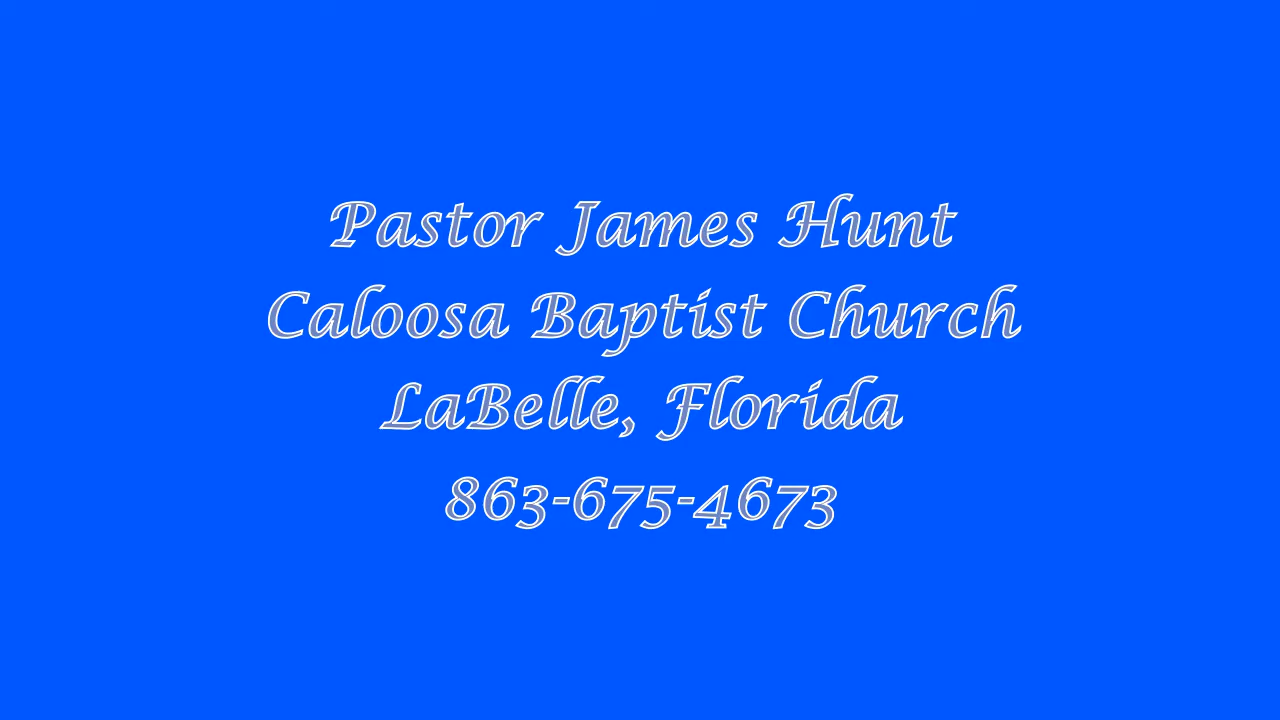 Pastor James Hunt
Caloosa Baptist Church
LaBelle, Florida
863-675-4673